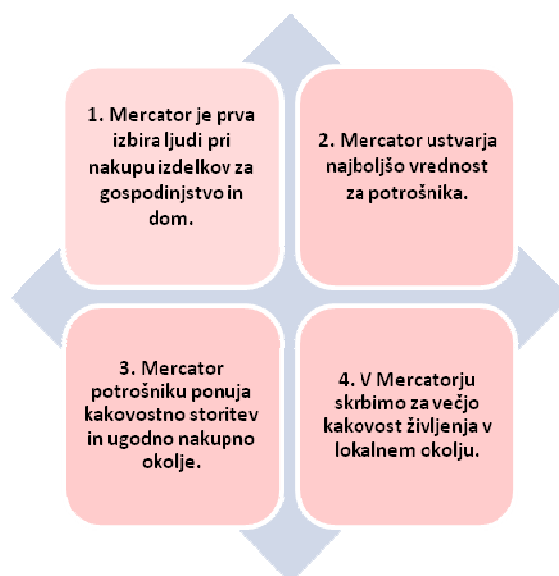 1. Mercator je prva
izbira ljudi pri
nakupu izdelkov za
gospodinjstvo in
dom.
2. Mercator ustvarja
najboljšo vrednost
za potrošnika.
3. Mercator
potrošniku ponuja
kakovostno storitev
in ugodno nakupno
okolje.
4. V Mercatorju
skrbimo za večjo
kakovost življenja v
lokalnem okolju.